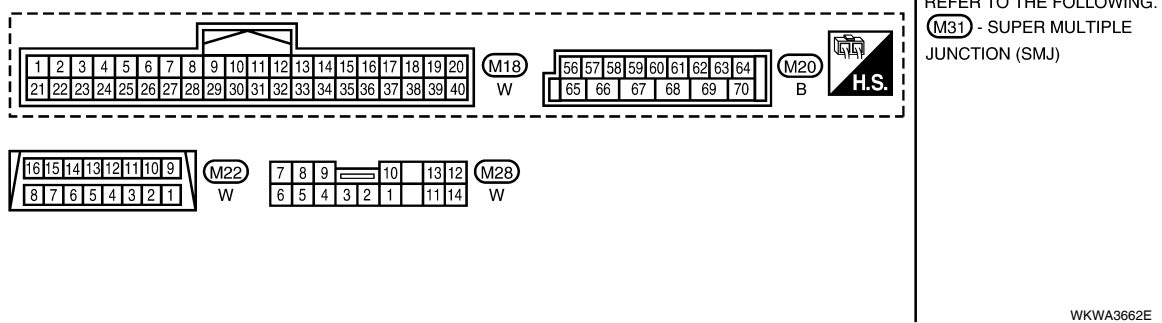 REFER TO THE FOLLOWING.
M31 - SUPER MULTIPLE
JUNCTION (SMJ)
1 2 3 4 5 6 7 8 9 10 11 12 13 14 15 16 17 18 19 20
21 22 23 24 25 26 27 28 29 30 31 32 33 34 35 36 37 38 39 40
M18
W
56 57 58 59 60 61 62 63 64
65 66 67 68 69 70
M20
B
H.S.
16 15 14 13 12 11 10 9
8 7 6 5 4 3 2 1
M22
W
7 8 9 10 13 12
6 5 4 3 2 1 11 14
M28
W
WKWA3662E